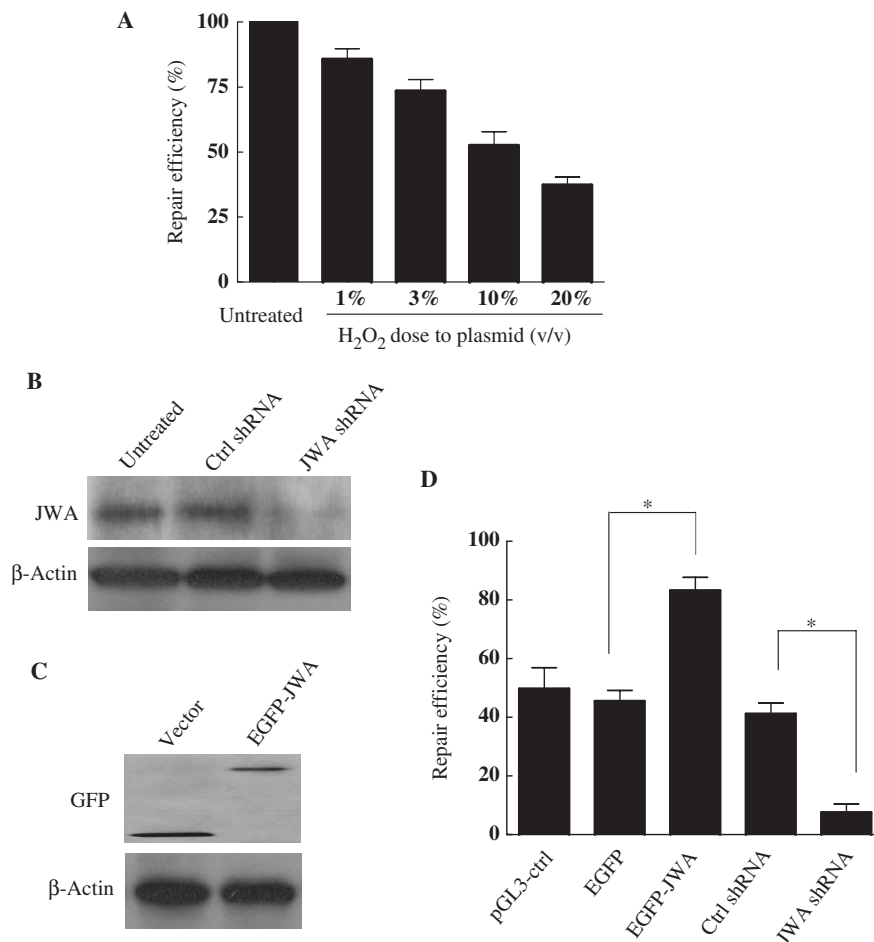 A
Repair efficiency (%)
100
75
50
25
0
Untreated
1% 3% 10% 20%
H₂O₂ dose to plasmid (v/v)
B
Untreated Ctrl shRNA JWA shRNA
JWA
β-Actin
C
Vector EGFP-JWA
GFP
β-Actin
D
Repair efficiency (%)
100
80
60
40
20
0
* *
pGL3-ctrl EGFP EGFP-JWA Ctrl shRNA JWA shRNA